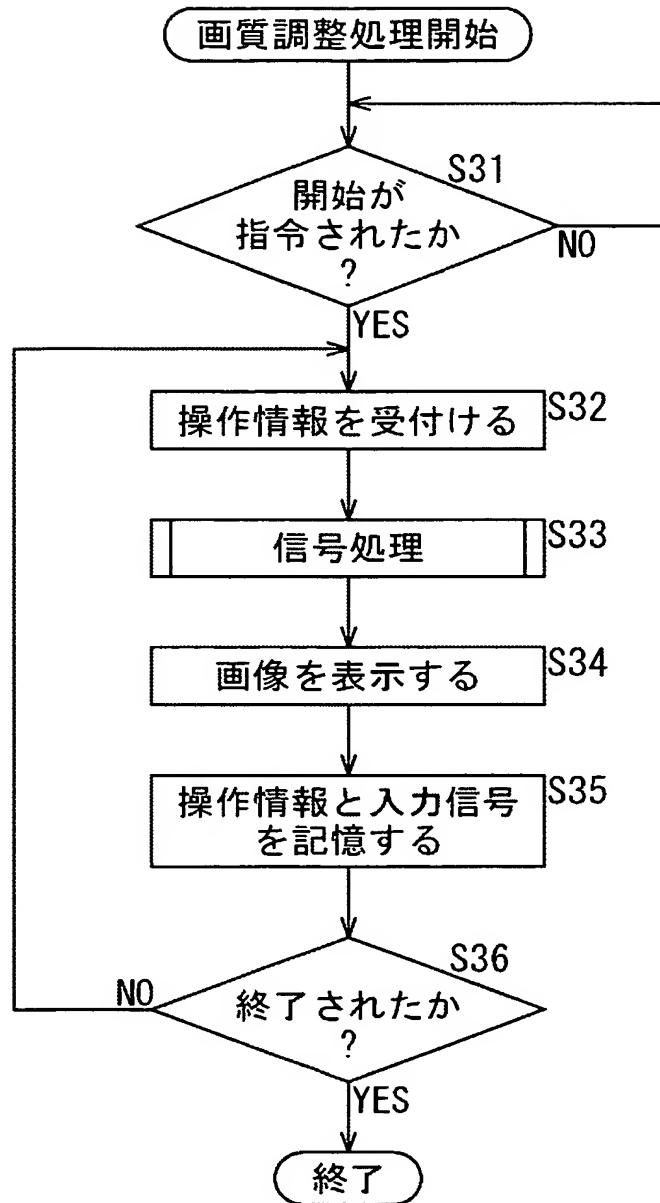 画質調整処理開始
S31
開始が
指令されたか
?
NO
YES
操作情報を受付ける
S32
信号処理
S33
画像を表示する
S34
操作情報と入力信号
を記憶する
S35
S36
終了されたか
?
NO
YES
終了